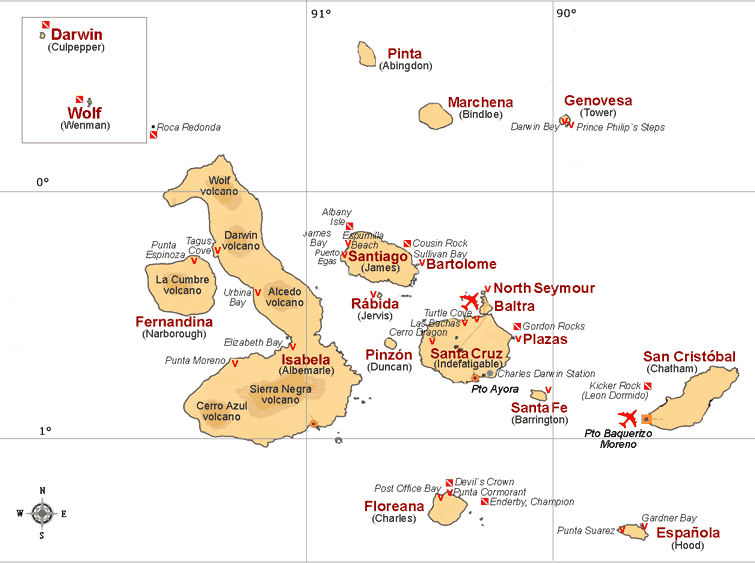 91°
90°
Darwin
(Culpepper)
Wolf
(Wenman)
Roca Redonda
Pinta
(Abingdon)
Marchena
(Bindloe)
Genovesa
(Tower)
Darwin Bey
Prince Philip`s Steps
0°
Wolf
volcano
Darwin
volcano
Tagus
Cove
Punta
Espinoza
La Cumbre
volcano
Urbina
Bay
Alcedo
volcano
Fernandina
(Narborough)
Elizabeth Bay
Punta Moreno
Isabela
(Albemarle)
Sierra Negra
volcano
Cerro Azul
volcano
Albany
Isle
James
Bay
Espumilla
Beach
Puerto
Egas
Santiago
(James)
Cousin Rock
Sullivan Bay
Bartolome
Rábida
(Jervis)
North Seymour
Baltra
Turtle Cove
Las Bachas
Cerro Dragon
Gordon Rocks
Plazas
Pinzón
(Duncan)
Santa Cruz
(Indefatigable)
Charles Darwin Station
Pto Ayora
Santa Fe
(Barrington)
San Cristóbal
(Chatham)
Kicker Rock
(Leon Dormido)
Pto Baquerizo
Moreno
1°
Devil`s Crown
Post Office Bay
Punta Cormorant
Enderby, Champion
Floreana
(Charles)
Gardner Bay
Punta Suarez
Española
(Hood)
N
W
E
S